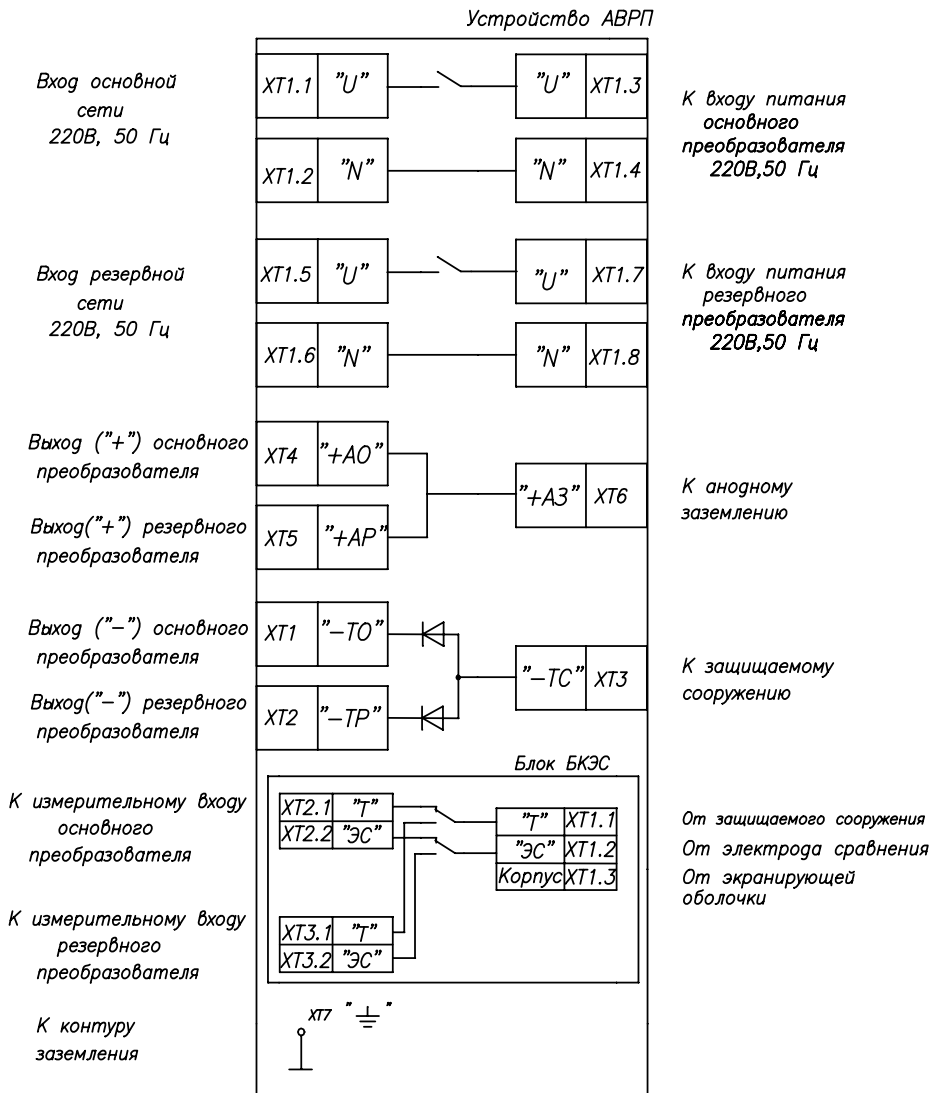 Устройство АВРП
Вход основной
сети
220В, 50 Гц
XT1.1 "U" "U" XT1.3
XT1.2 "N" "N" XT1.4
К входу питания
основного
преобразователя
220В,50 Гц
Вход резервной
сети
220В, 50 Гц
XT1.5 "U" "U" XT1.7
XT1.6 "N" "N" XT1.8
К входу питания
резервного
преобразователя
220В,50 Гц
Выход ("+") основного
преобразователя
XT4 "+АО"
Выход("+") резервного
преобразователя
XT5 "+АР"
"+АЗ" XT6
К анодному
заземлению
Выход ("–") основного
преобразователя
XT1 "–ТО"
Выход("–") резервного
преобразователя
XT2 "–ТР"
"–ТС" XT3
К защищаемому
сооружению
Блок БКЭС
К измерительному входу
основного
преобразователя
XT2.1 "Т"
XT2.2 "ЭС"
"Т" XT1.1
"ЭС" XT1.2
Корпус XT1.3
От защищаемого сооружения
От электрода сравнения
От экранирующей
оболочки
К измерительному входу
резервного
преобразователя
XT3.1 "Т"
XT3.2 "ЭС"
К контуру
заземления
XT7 " "